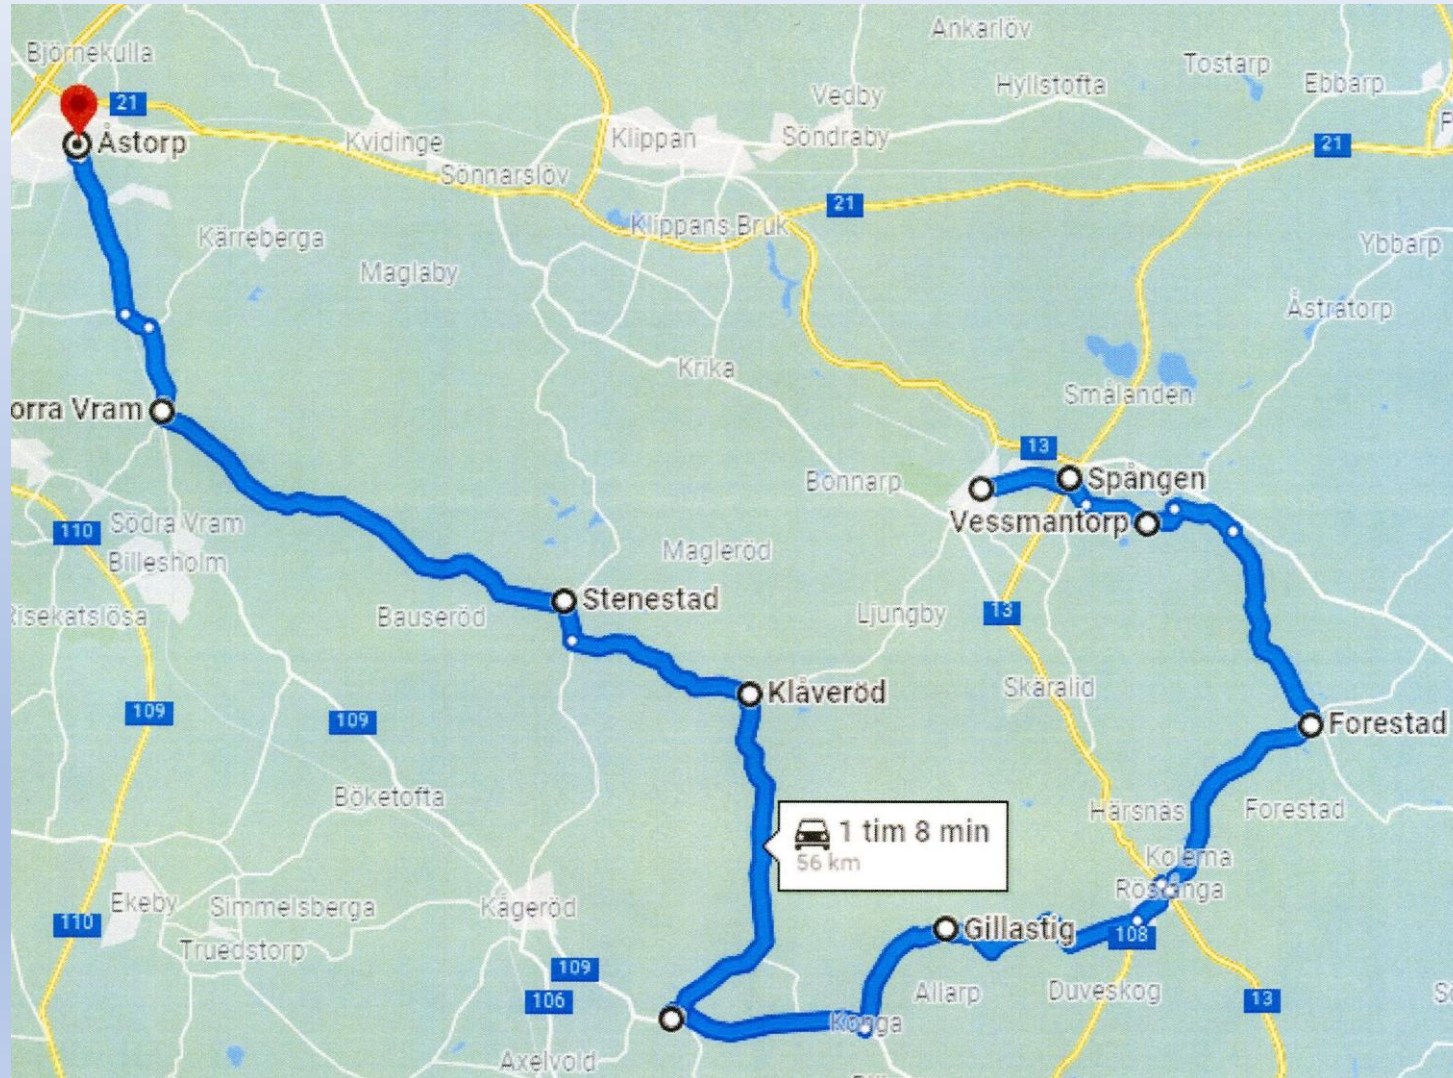 Ankarlöv
Björnekulla
Tostarp
Hyllstofta
Ebbarp
Vedby
21
Åstorp
Kvidinge
Klippan
Söndraby
21
Sönnarslöv
21
Klippans Bruk
Kärreberga
Ybbarp
Maglaby
Åstratorp
Krika
Smålanden
orra Vram
13
Bonnarp
Spången
Södra Vram
Vessmantorp
110
Billesholm
Magleröd
Stenestad
Risekatslösa
Bauseröd
Ljungby
13
Skäralid
Klåveröd
109
109
Forestad
Böketofta
Härsnäs
Forestad
1 tim 8 min
56 km
Kolema
Röstånga
Ekeby
Simmelsberga
Kågeröd
110
Gillastig
108
Truedstorp
109
106
Allarp
Duveskog
13
Konga
Axelvold